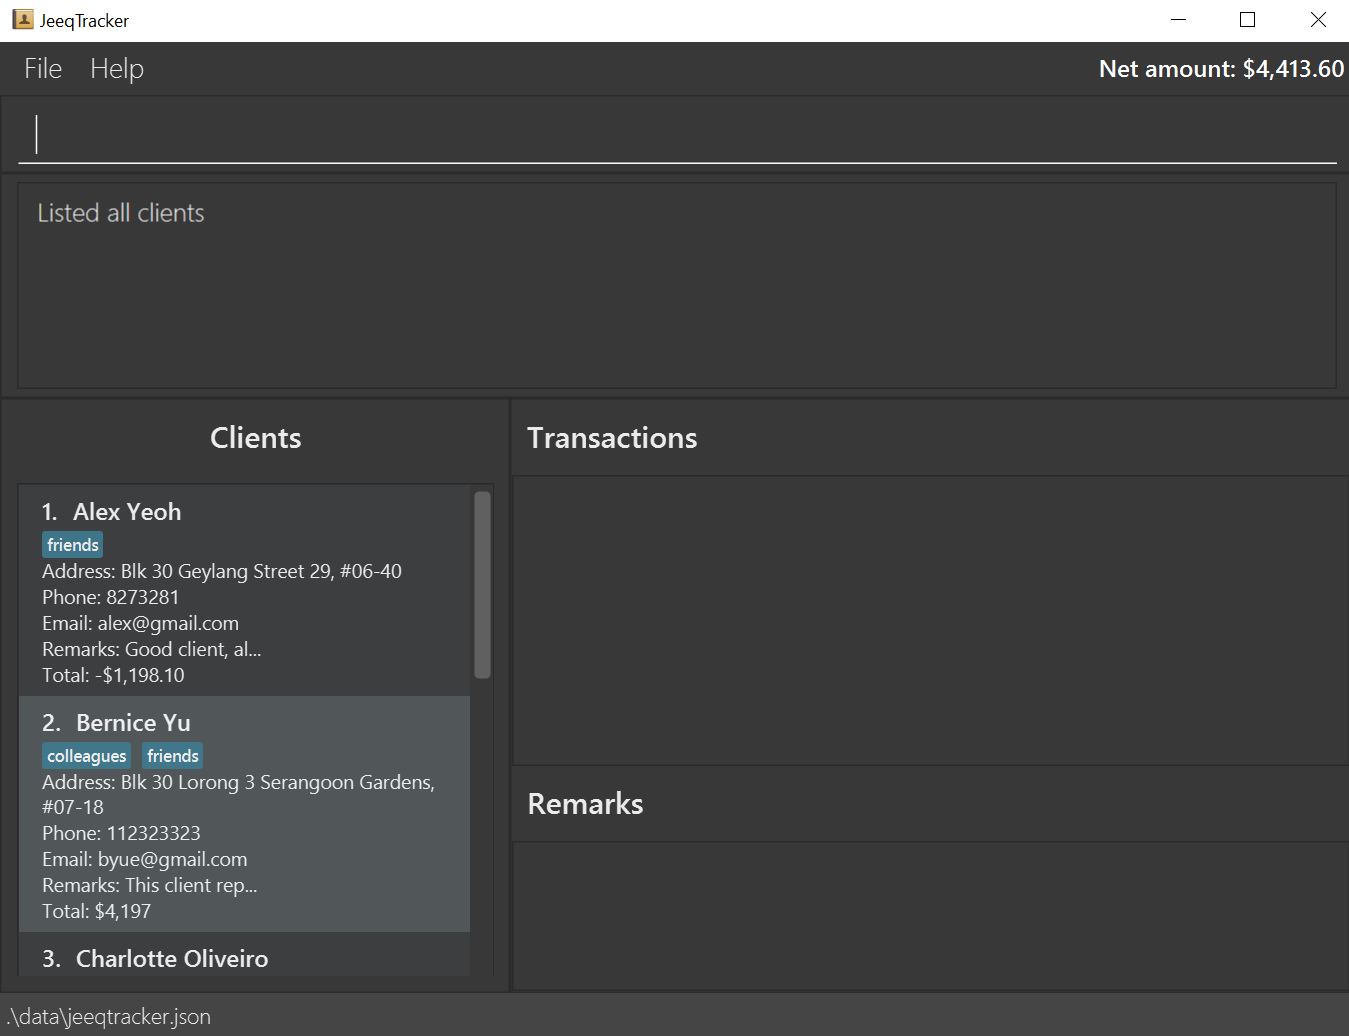 JeeqTracker
File Help Net amount: $4,413.60
Listed all clients
Clients
1. Alex Yeoh
friends
Address: Blk 30 Geylang Street 29, #06-40
Phone: 8273281
Email: alex@gmail.com
Remarks: Good client, al...
Total: -$1,198.10
2. Bernice Yu
colleagues friends
Address: Blk 30 Lorong 3 Serangoon Gardens,
#07-18
Phone: 112323323
Email: byue@gmail.com
Remarks: This client rep...
Total: $4,197
3. Charlotte Oliveiro
Transactions
Remarks
.\data\jeeqtracker.json